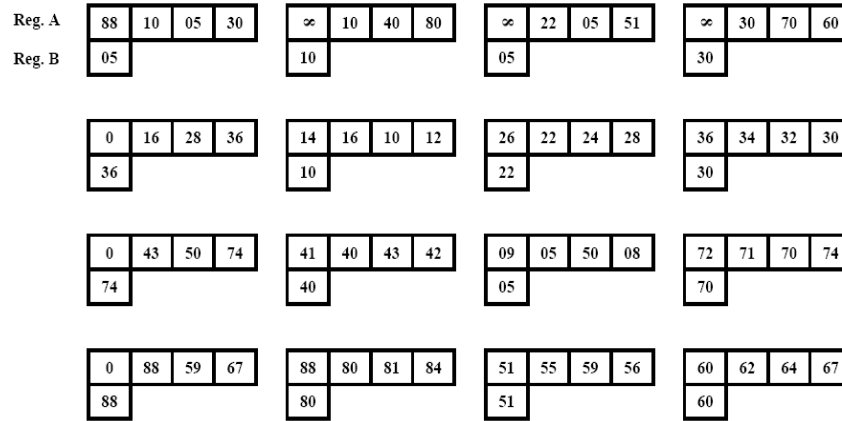 Reg. A 88 10 05 30 ∞ 10 40 80 ∞ 22 05 51 ∞ 30 70 60
Reg. B 05 10 05 30
0 16 28 36 14 16 10 12 26 22 24 28 36 34 32 30
36 10 22 30
0 43 50 74 41 40 43 42 09 05 50 08 72 71 70 74
74 40 05 70
0 88 59 67 88 80 81 84 51 55 59 56 60 62 64 67
88 80 51 60